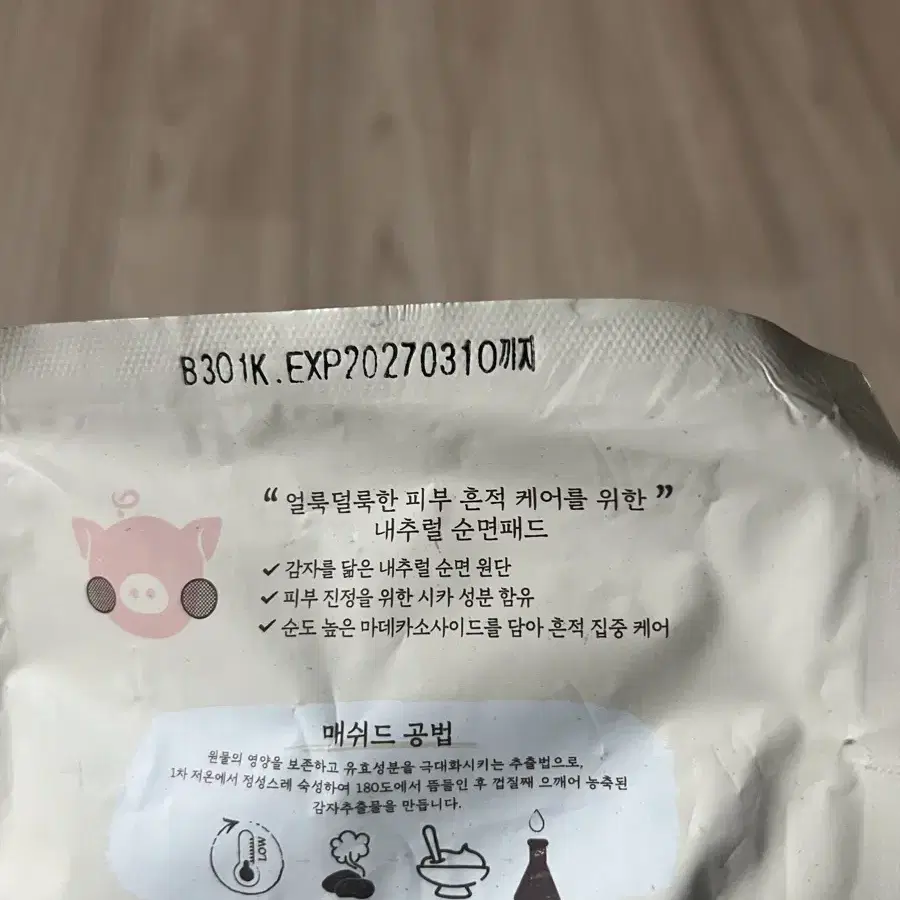 B301K.EXP20270310까지
“ 얼룩덜룩한 피부 흔적 케어를 위한 ”
내추럴 순면패드
✓ 감자를 닮은 내추럴 순면 원단
✓ 피부 진정을 위한 시카 성분 함유
✓ 순도 높은 마데카소사이드를 담아 흔적 집중 케어
매쉬드 공법
원물의 영양을 보존하고 유효성분을 극대화시키는 추출법으로,
1차 저온에서 정성스레 숙성하여 180도에서 뜸들인 후 껍질째 으깨어 농축된
감자추출물을 만듭니다.
LOW